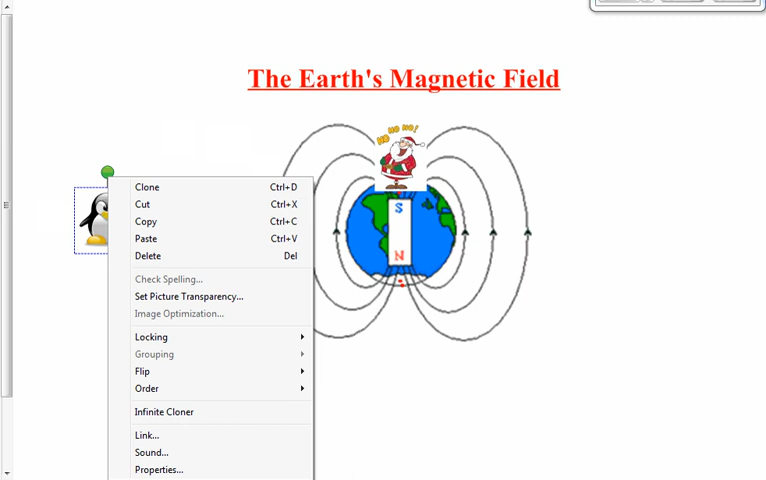 The Earth's Magnetic Field
HO HO HO!
Clone Ctrl+D
Cut Ctrl+X
Copy Ctrl+C
Paste Ctrl+V
Delete Del
Check Spelling...
Set Picture Transparency...
Image Optimization...
Locking
Grouping
Flip
Order
Infinite Cloner
Link...
Sound...
Properties...
S
N